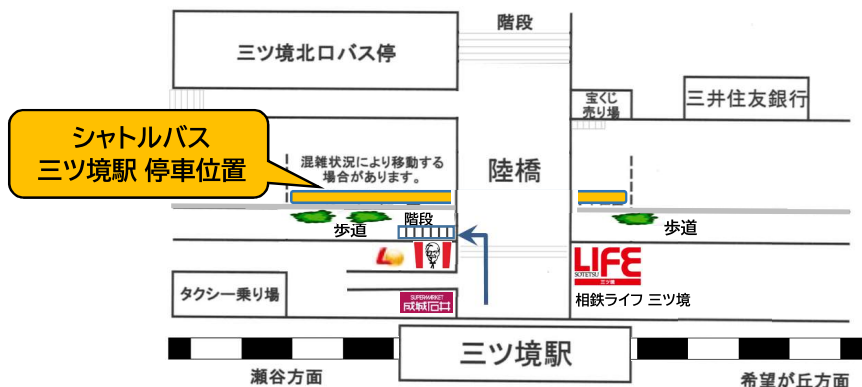 階段
三ツ境北口バス停
宝くじ
売り場
三井住友銀行
シャトルバス
三ツ境駅 停車位置
混雑状況により移動する
場合があります。
陸橋
階段
歩道
歩道
LIFE
SOTETSU
三ツ境
相鉄ライフ 三ツ境
タクシー乗り場
SUPERMARKET
成城石井
三ツ境駅
瀬谷方面
希望が丘方面